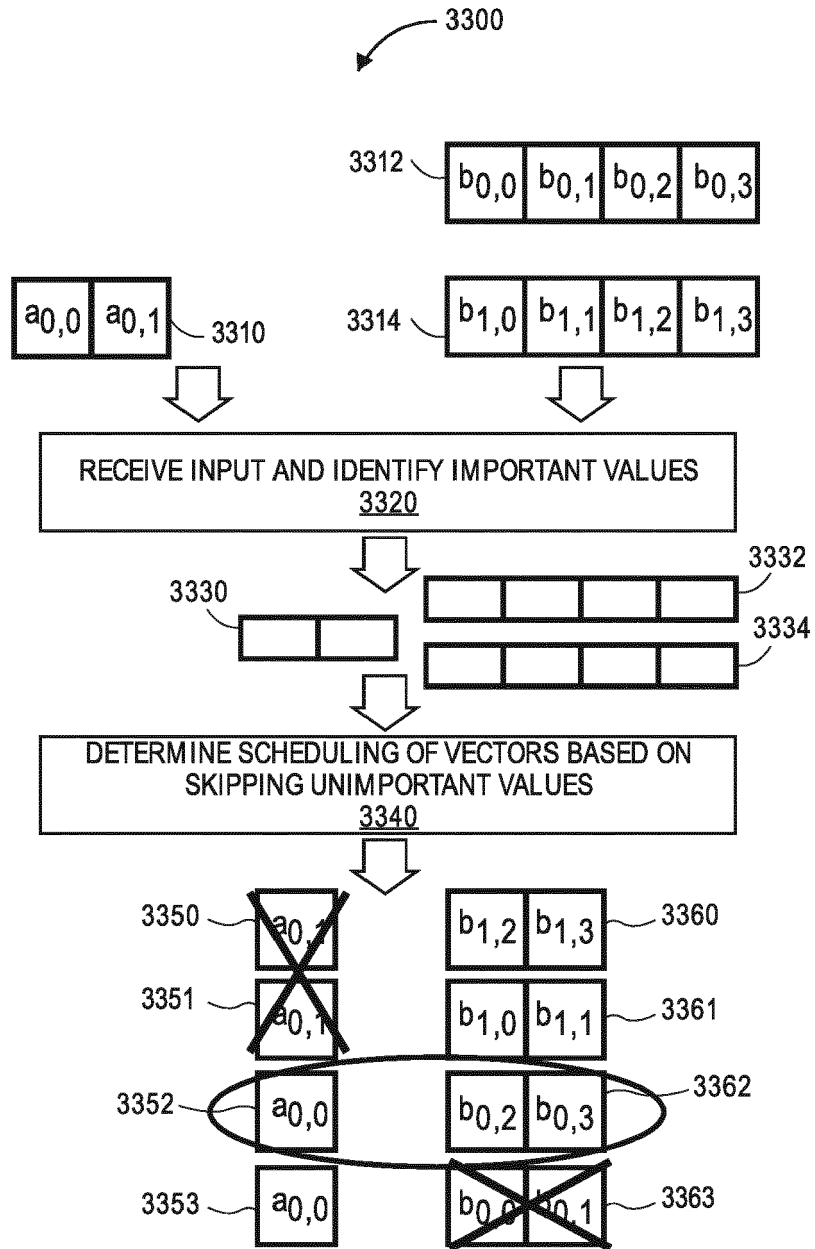 3300
3312 b0,0 b0,1 b0,2 b0,3
a0,0 a0,1 3310 3314 b1,0 b1,1 b1,2 b1,3
RECEIVE INPUT AND IDENTIFY IMPORTANT VALUES
3320
3332
3330
3334
DETERMINE SCHEDULING OF VECTORS BASED ON
SKIPPING UNIMPORTANT VALUES
3340
3350 a0,1 b1,2 b1,3 3360
3351 a0,1 b1,0 b1,1 3361
3352 a0,0 b0,2 b0,3 3362
3353 a0,0 b0,0 b0,1 3363